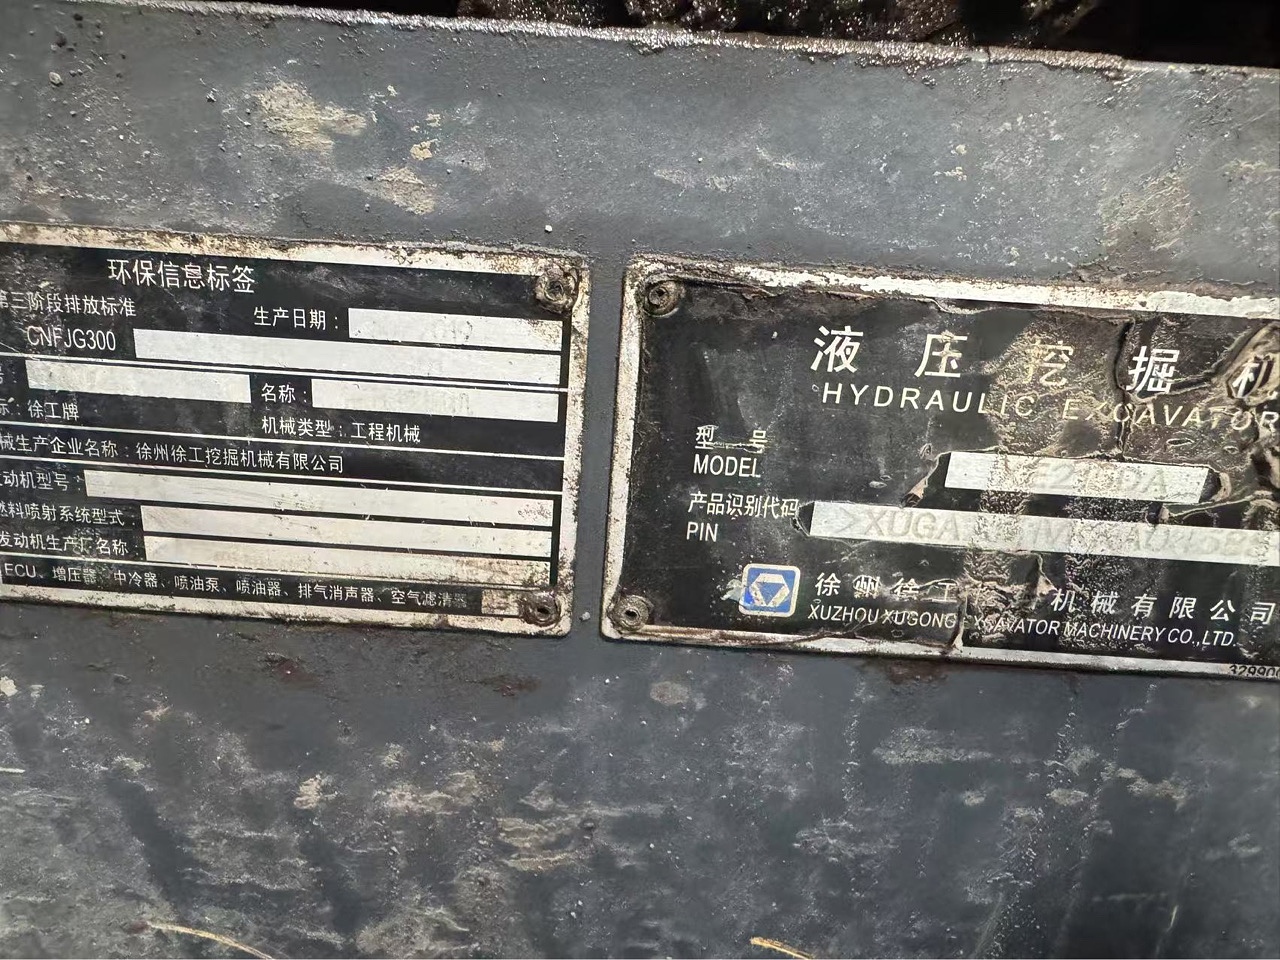 环保信息标签
第三阶段排放标准
生产日期：
CNFJG300
名称：
标：徐工牌
机械类型：工程机械
械生产企业名称：徐州徐工挖掘机械有限公司
发动机型号：
燃料喷射系统型式：
发动机生产厂名称：
ECU、增压器、中冷器、喷油泵、喷油器、排气消声器、空气滤清器
液压挖掘机
HYDRAULIC EXCAVATOR
型号
MODEL
产品识别代码
PIN
徐州徐工 机械有限公司
XUZHOU XUGONG EXCAVATOR MACHINERY CO., LTD.